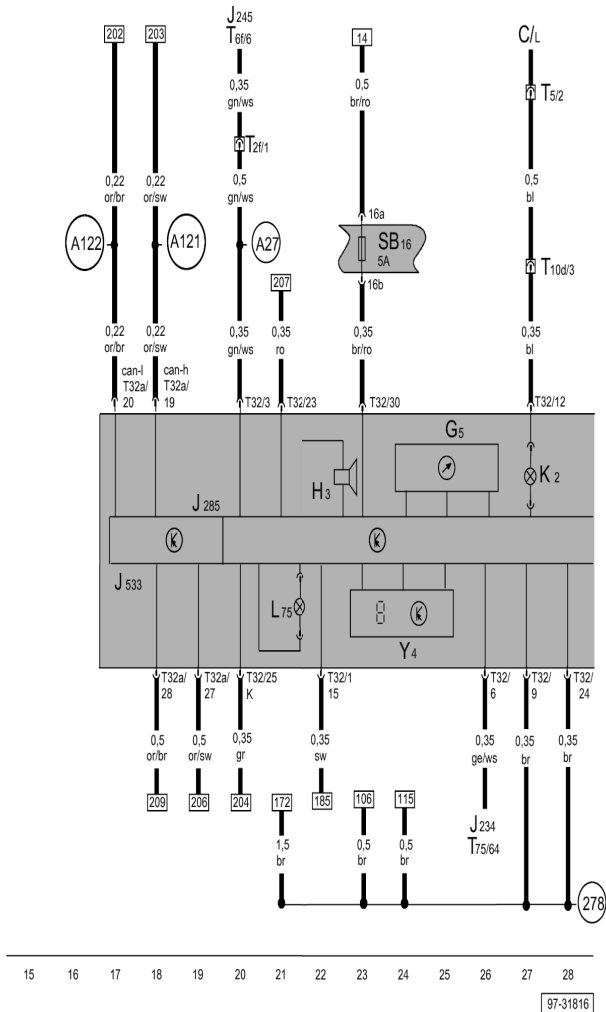 J245
T6f/6
C/L
202
203
14
0,35
gn/ws
0,5
br/ro
T5/2
T2f/1
0,22
or/br
0,22
or/sw
0,5
gn/ws
0,5
bl
16a
A122
A121
A27
SB16
5A
T10d/3
207
16b
0,22
or/br
0,22
or/sw
0,35
gn/ws
0,35
ro
0,35
br/ro
0,35
bl
can-l
T32a/
20
can-h
T32a/
19
T32/3
T32/23
T32/30
T32/12
G5
H3
K2
J285
J533
L75
Y4
T32a/
28
T32a/
27
T32/25
K
T32/1
15
T32/
6
T32/
9
T32/
24
0,5
or/br
0,5
or/sw
0,35
gr
0,35
sw
0,35
ge/ws
0,35
br
0,35
br
209
206
204
172
185
106
115
J234
T75/64
1,5
br
0,5
br
0,5
br
278
15 16 17 18 19 20 21 22 23 24 25 26 27 28
97-31816